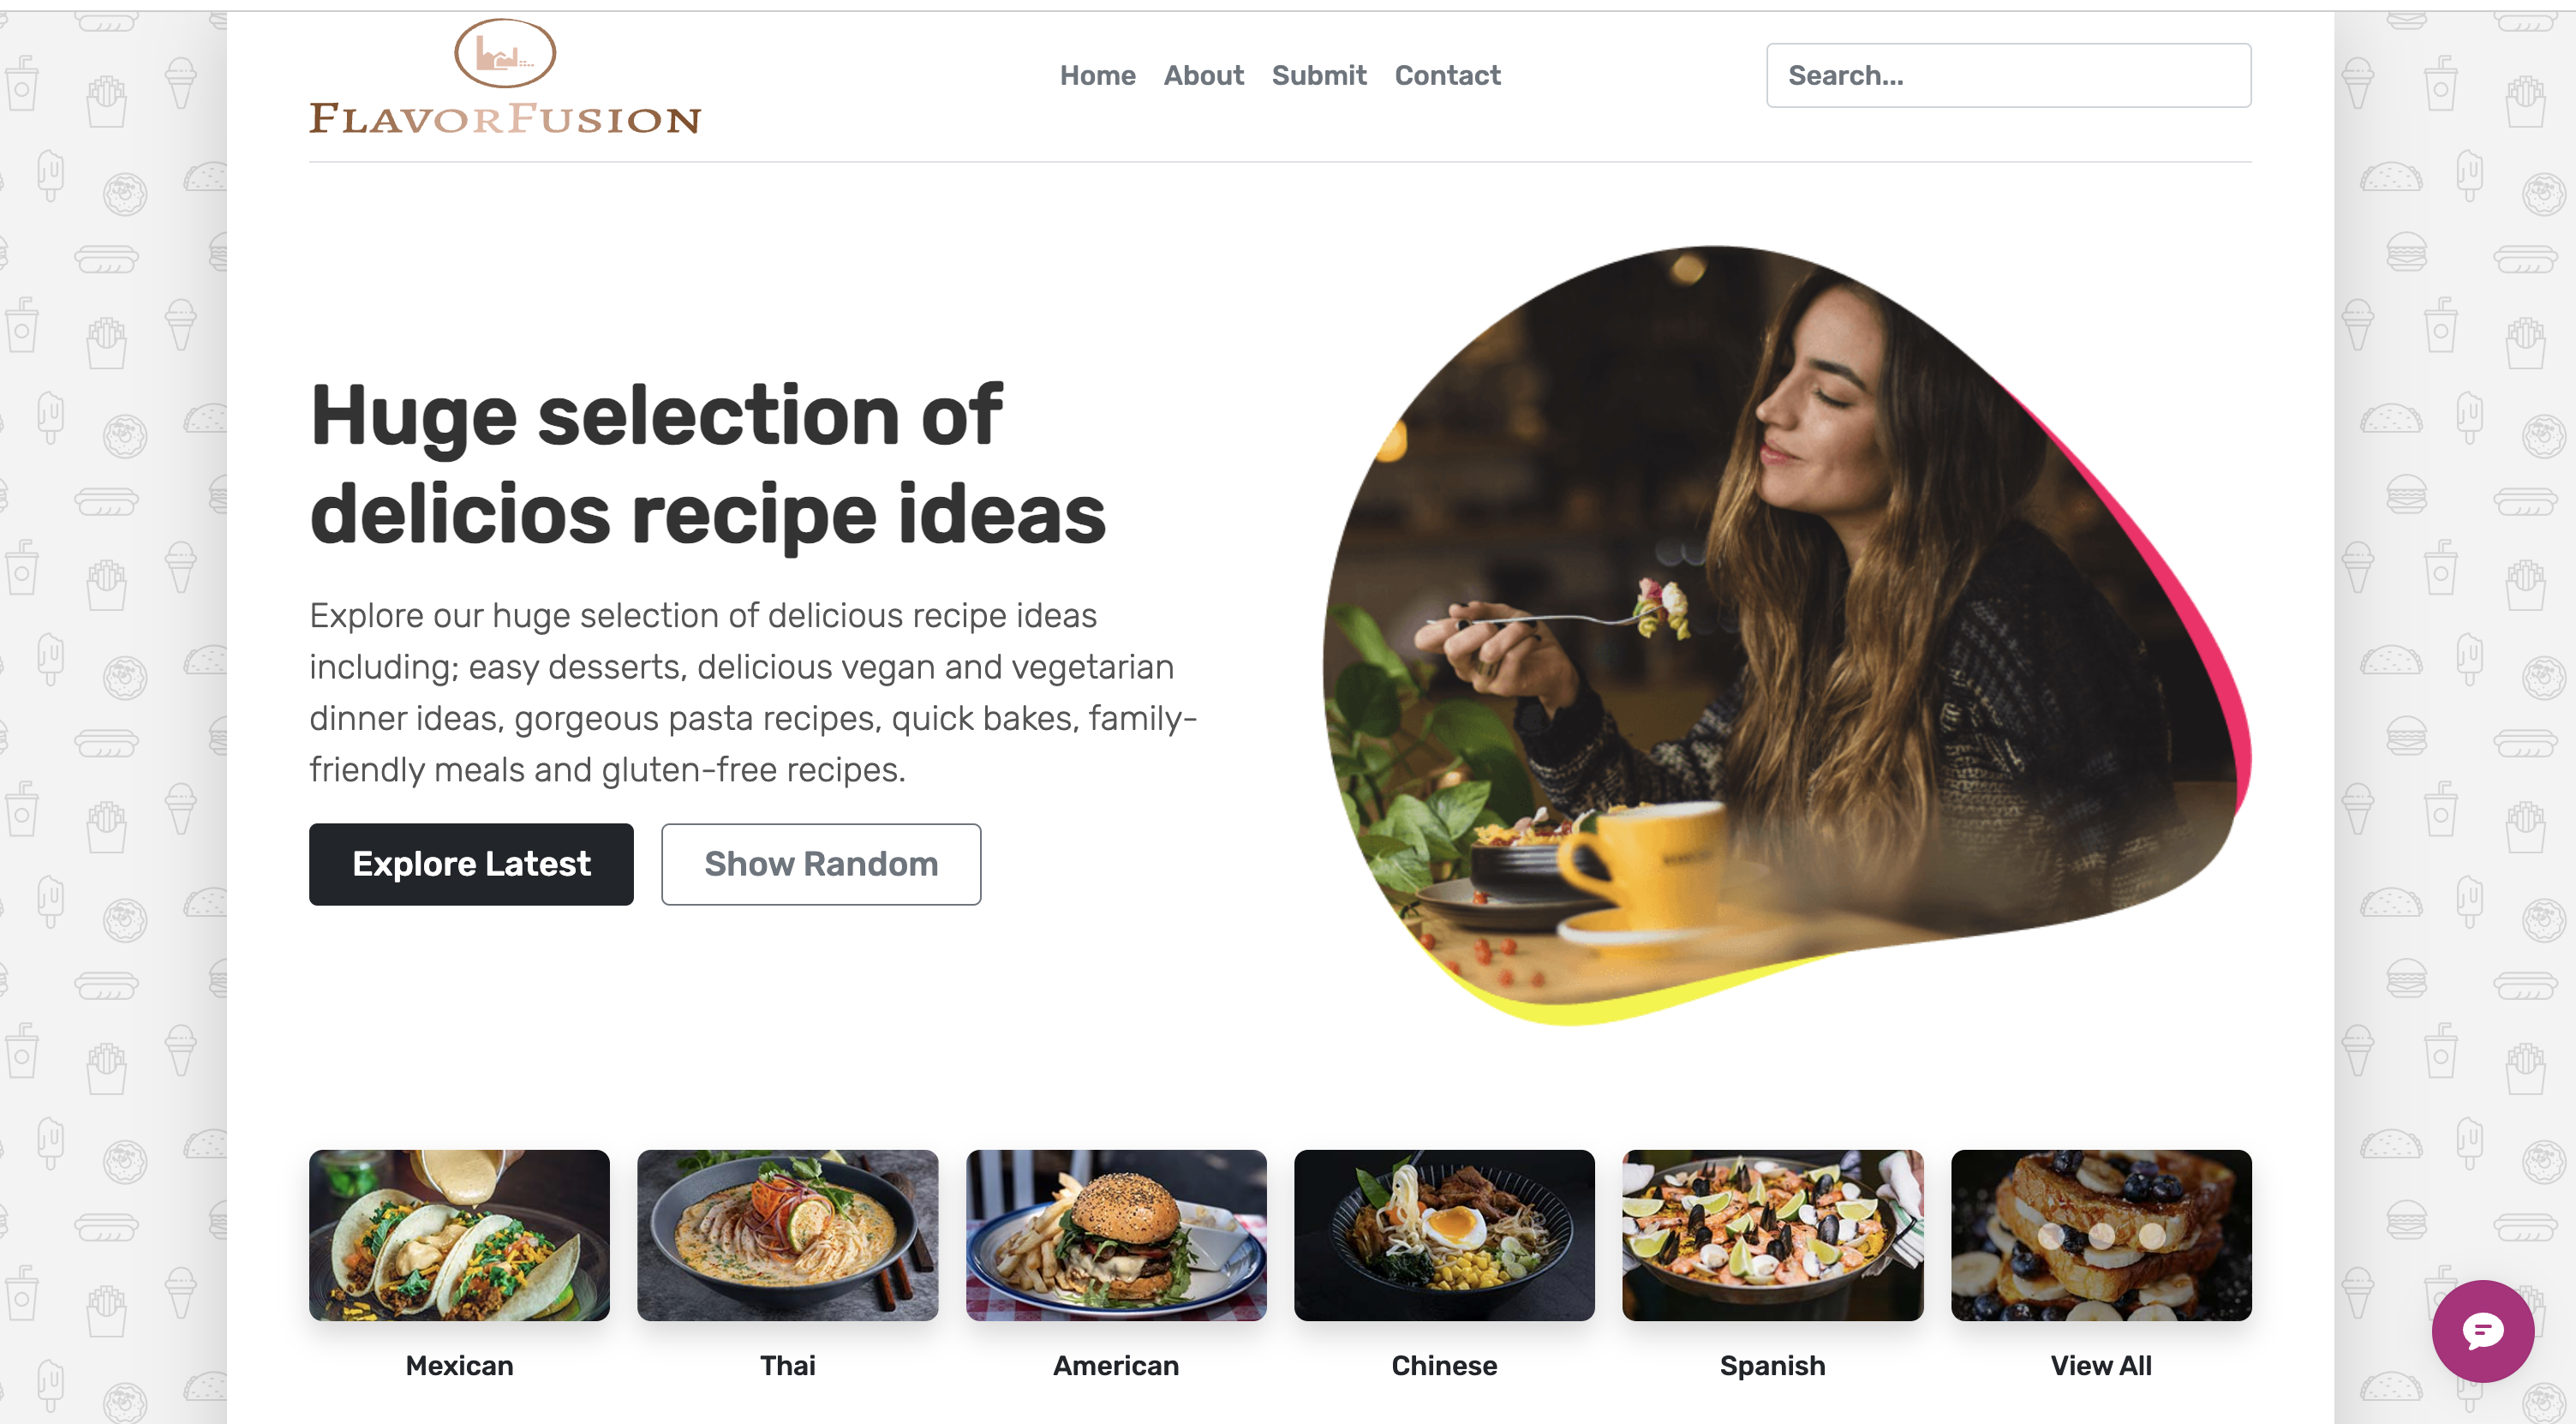 FLAVORFUSION
Home About Submit Contact
Search...
Huge selection of
delicios recipe ideas
Explore our huge selection of delicious recipe ideas
including; easy desserts, delicious vegan and vegetarian
dinner ideas, gorgeous pasta recipes, quick bakes, family-
friendly meals and gluten-free recipes.
Explore Latest Show Random
Mexican Thai American Chinese Spanish View All